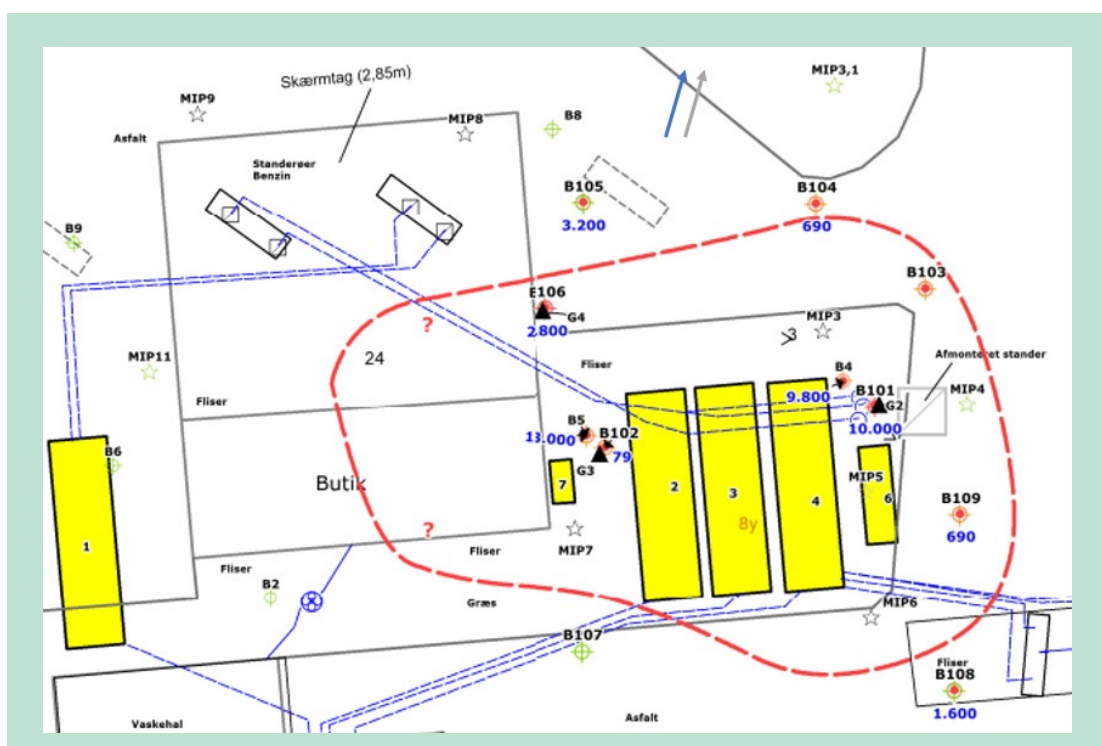 Skærmtag (2,85m)
MIP3,1
MIP9
MIP8
B8
Asfalt
Standerøer
Benzin
B105
3.200
B104
690
B9
B103
E106
G4
2.800
MIP3
3
?
24
Fliser
Afmonteret stander
MIP11
B4
B101
MIP4
9.800
G2
Fliser
10.000
B5
B102
13.000
79
G3
B6
Butik
7
2
3
4
MIP5
6
B109
8y
690
?
MIP7
1
Fliser
Fliser
B2
Græs
MIP6
B107
Fliser
B108
1.600
Vaskehal
Asfalt